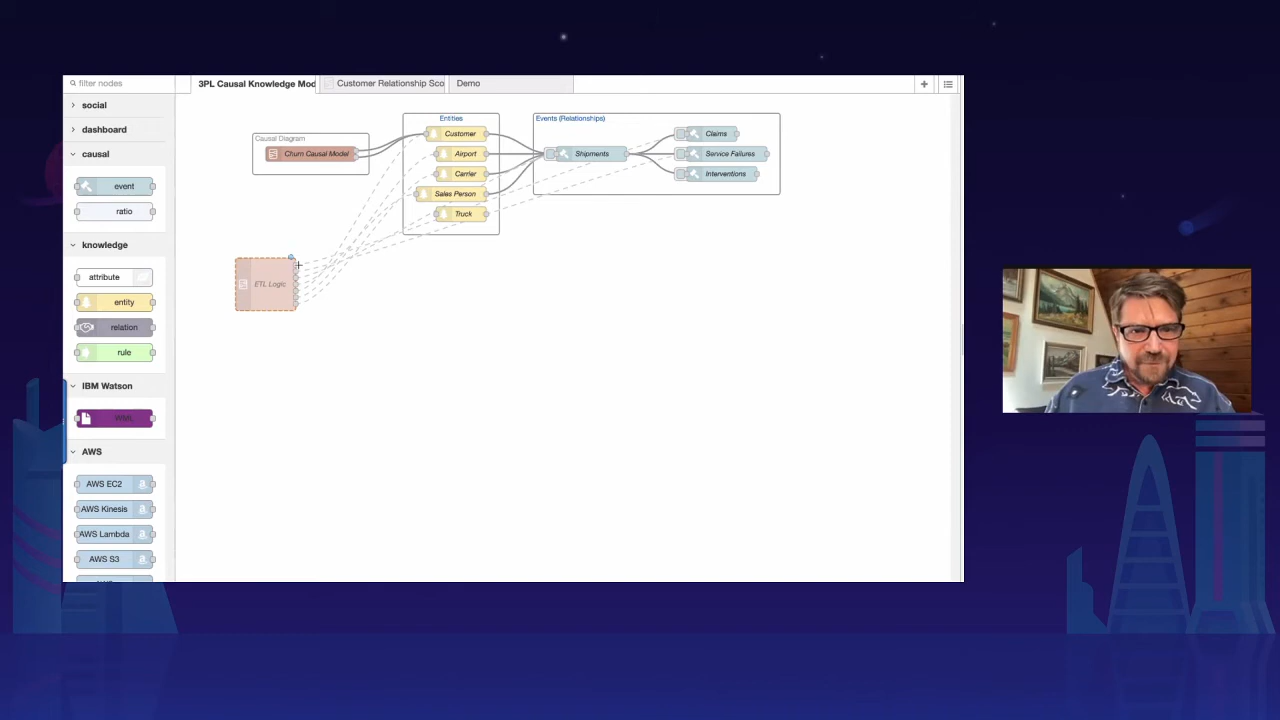 filter nodes
3PL Causal Knowledge Mod
Customer Relationship Sco
Demo
social
dashboard
causal
event
ratio
knowledge
attribute
entity
relation
rule
IBM Watson
WML
AWS
AWS EC2
AWS Kinesis
AWS Lambda
AWS S3
Causal Diagram
Churn Causal Model
Entities
Customer
Airport
Carrier
Sales Person
Truck
Events (Relationships)
Shipments
Claims
Service Failures
Interventions
ETL Logic